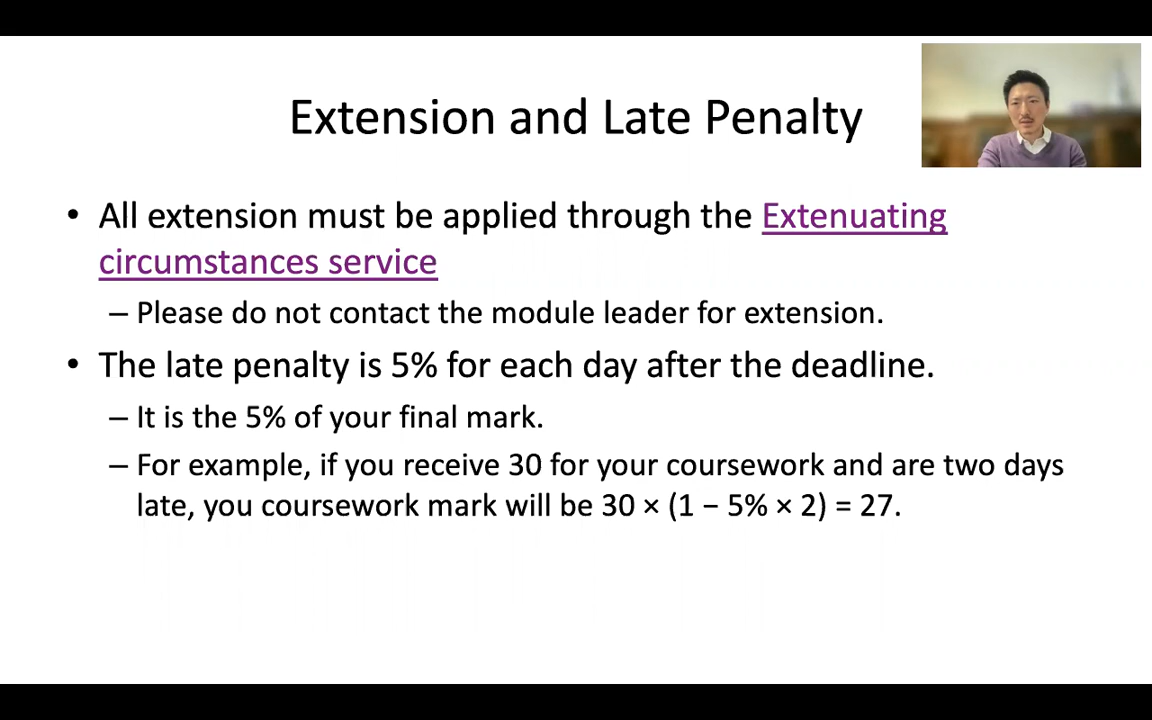 Extension and Late Penalty
• All extension must be applied through the Extenuating
circumstances service
– Please do not contact the module leader for extension.
• The late penalty is 5% for each day after the deadline.
– It is the 5% of your final mark.
– For example, if you receive 30 for your coursework and are two days
late, you coursework mark will be 30 × (1 − 5% × 2) = 27.